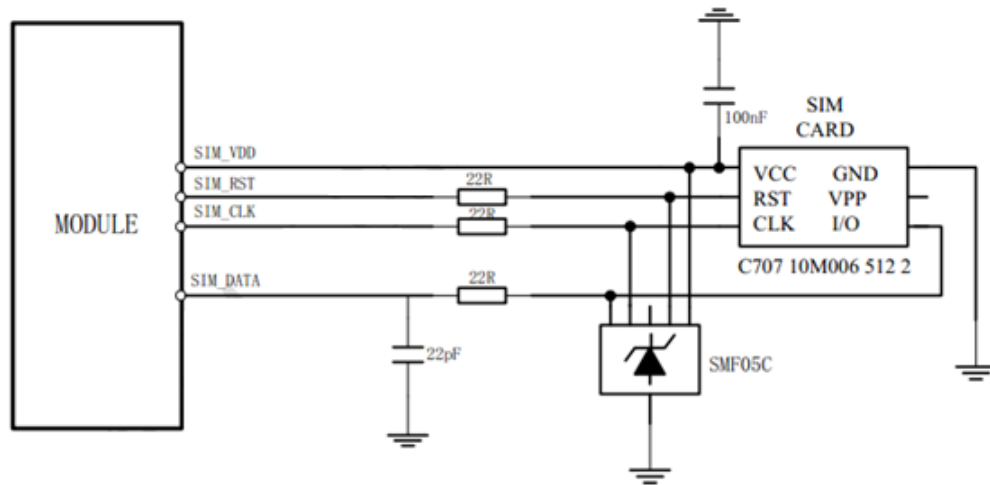 100nF
SIM
CARD
SIM_VDD
SIM_RST
SIM_CLK
SIM_DATA
22R
22R
22R
MODULE
VCC GND
RST VPP
CLK I/O
C707 10M006 512 2
22pF
SMF05C